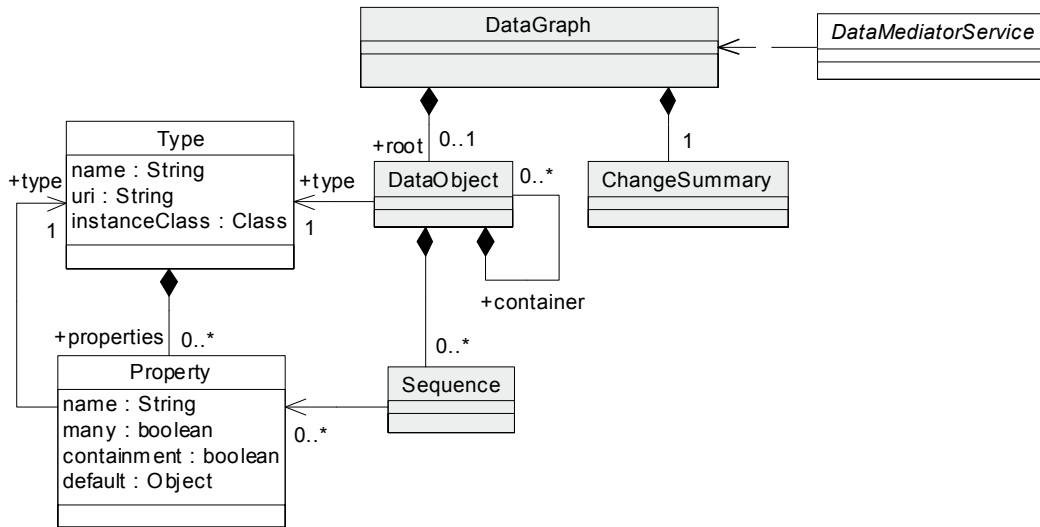 DataGraph
DataMediatorService
+root
0..1
1
Type
name : String
uri : String
instanceClass : Class
+type
1
+type
1
DataObject
0..*
ChangeSummary
+container
+properties
0..*
0..*
Property
name : String
many : boolean
containment : boolean
default : Object
Sequence
0..*